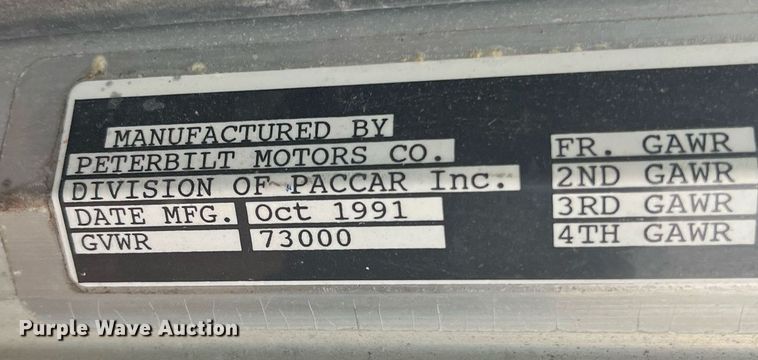 MANUFACTURED BY
PETERBILT MOTORS CO.
DIVISION OF PACCAR Inc.
DATE MFG. Oct 1991
GVWR 73000
FR. GAWR
2ND GAWR
3RD GAWR
4TH GAWR
Purple Wave Auction